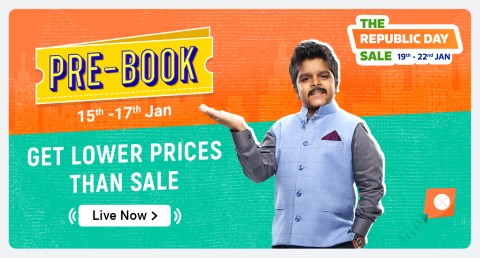 PRE-BOOK
15th -17th Jan
GET LOWER PRICES
THAN SALE
Live Now >
THE
REPUBLIC DAY
SALE 19th - 22nd JAN